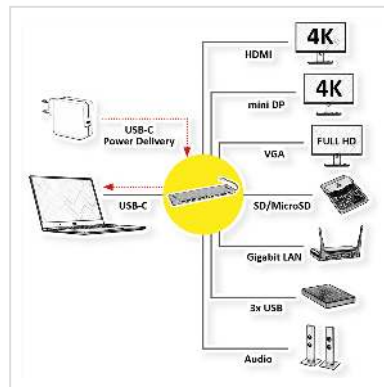 4K
HDMI
4K
mini DP
USB-C
Power Delivery
FULL HD
VGA
USB-C
SD/MicroSD
Gigabit LAN
3x USB
Audio